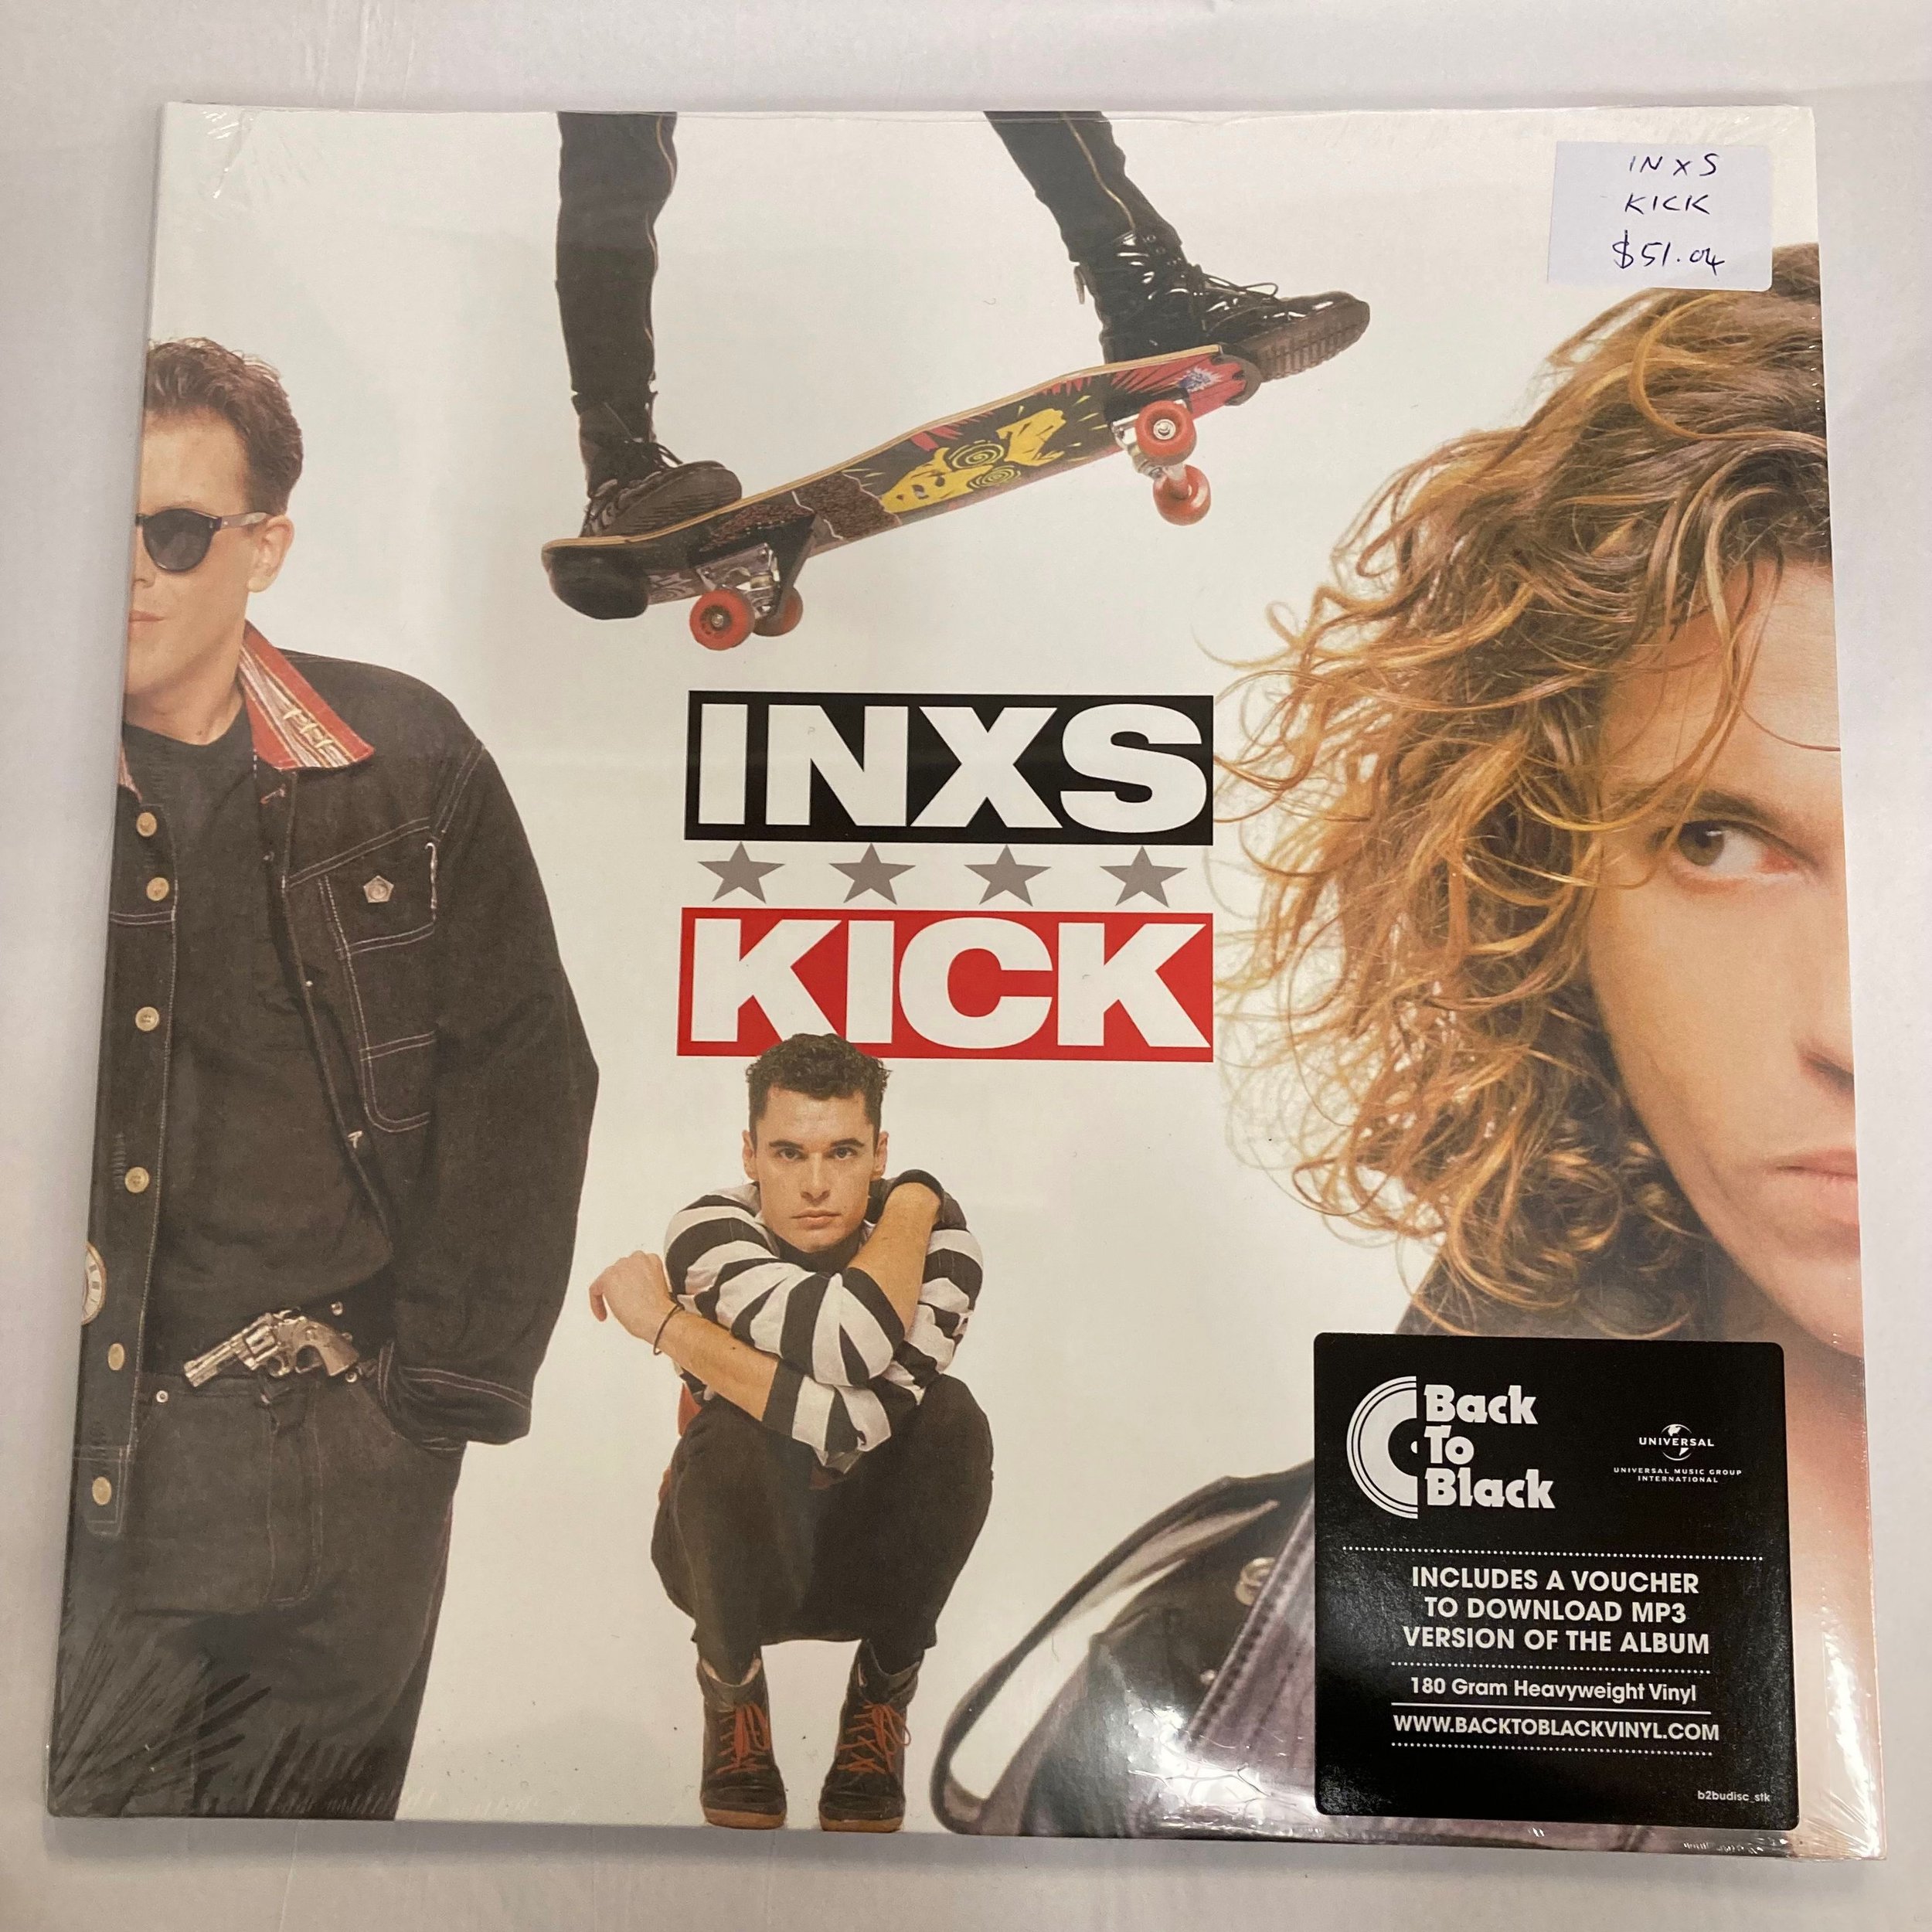 INXS
KICK
$51.04
INXS
KICK
Back
To
Black
UNIVERSAL
UNIVERSAL MUSIC GROUP
INTERNATIONAL
INCLUDES A VOUCHER
TO DOWNLOAD MP3
VERSION OF THE ALBUM
180 Gram Heavyweight Vinyl
WWW.BACKTOBLACKVINYL.COM
b2budisc_stk